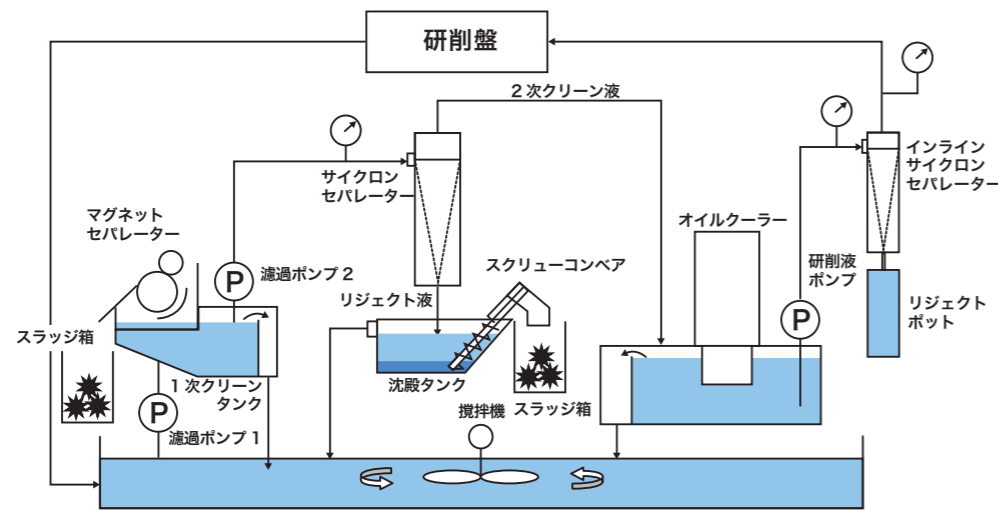 研削盤
2次クリーン液
サイクロン
セパレーター
インライン
サイクロン
セパレーター
マグネット
セパレーター
P
濾過ポンプ2
リジェクト液
スクリューコンベア
オイルクーラー
研削液
ポンプ
P
リジェクト
ポット
スラッジ箱
1次クリーン
タンク
沈殿タンク
スラッジ箱
P
濾過ポンプ1
撹拌機